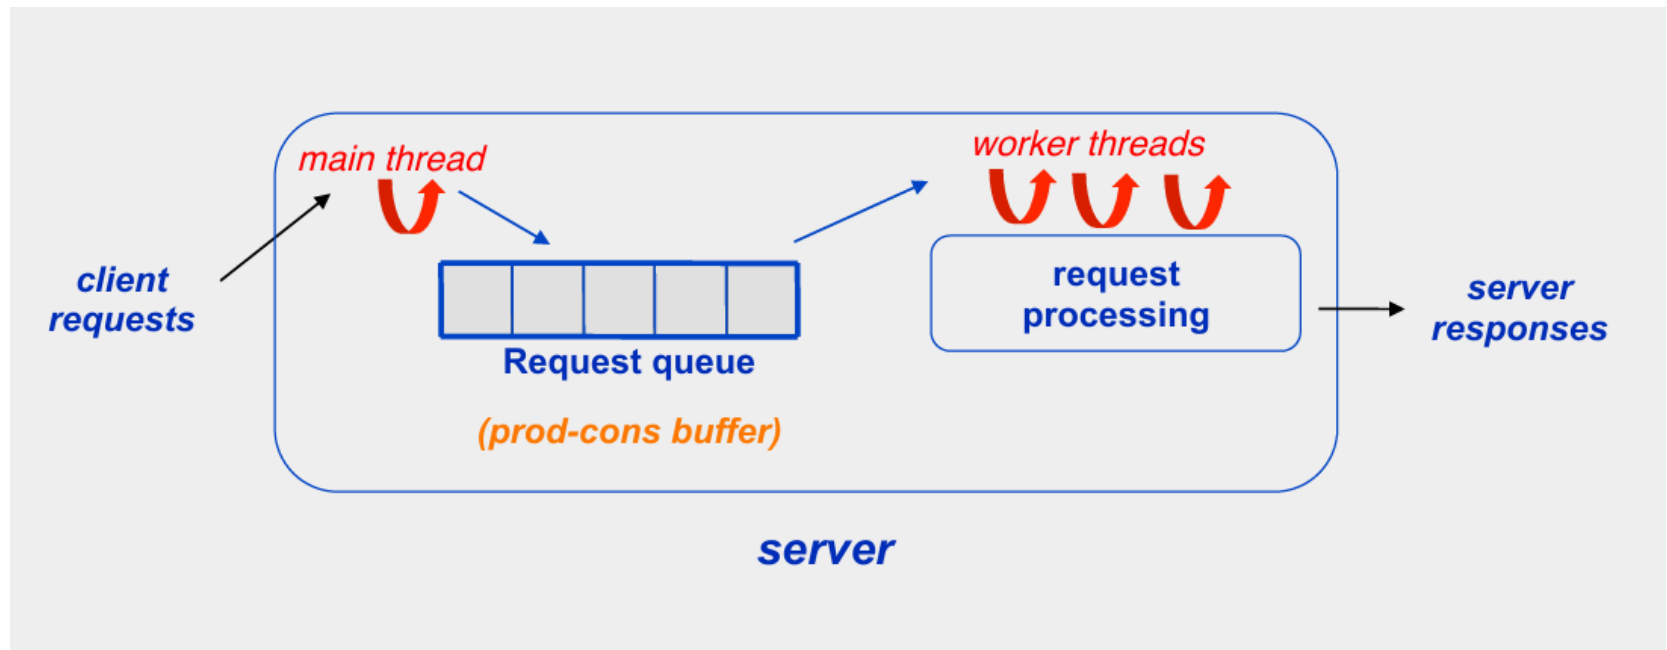 main thread
worker threads
client
requests
request
processing
server
responses
Request queue
(prod-cons buffer)
server